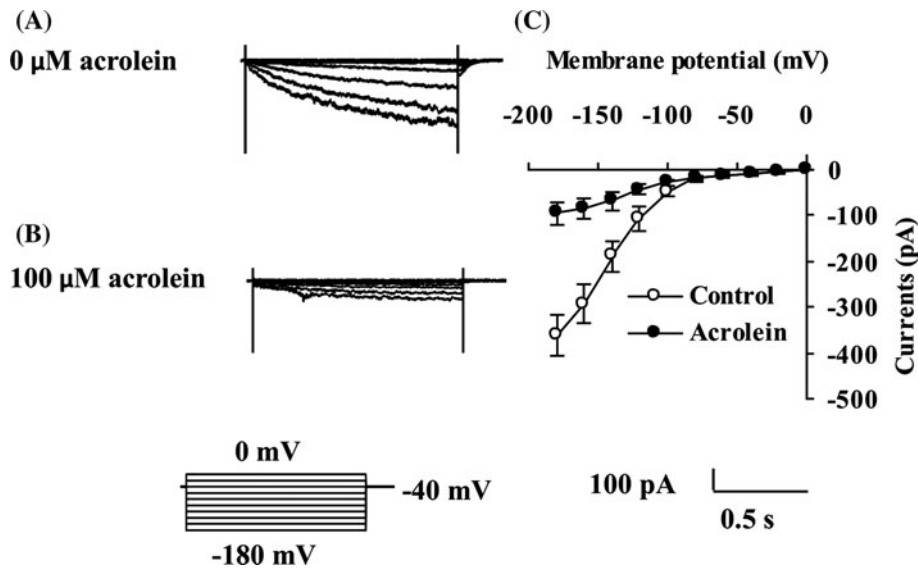 (A)
0 µM acrolein
(B)
100 µM acrolein
(C)
Membrane potential (mV)
-200 -150 -100 -50 0
0
-100
-200
-300
-400
-500
Currents (pA)
Control
Acrolein
0 mV
-40 mV
-180 mV
100 pA
0.5 s